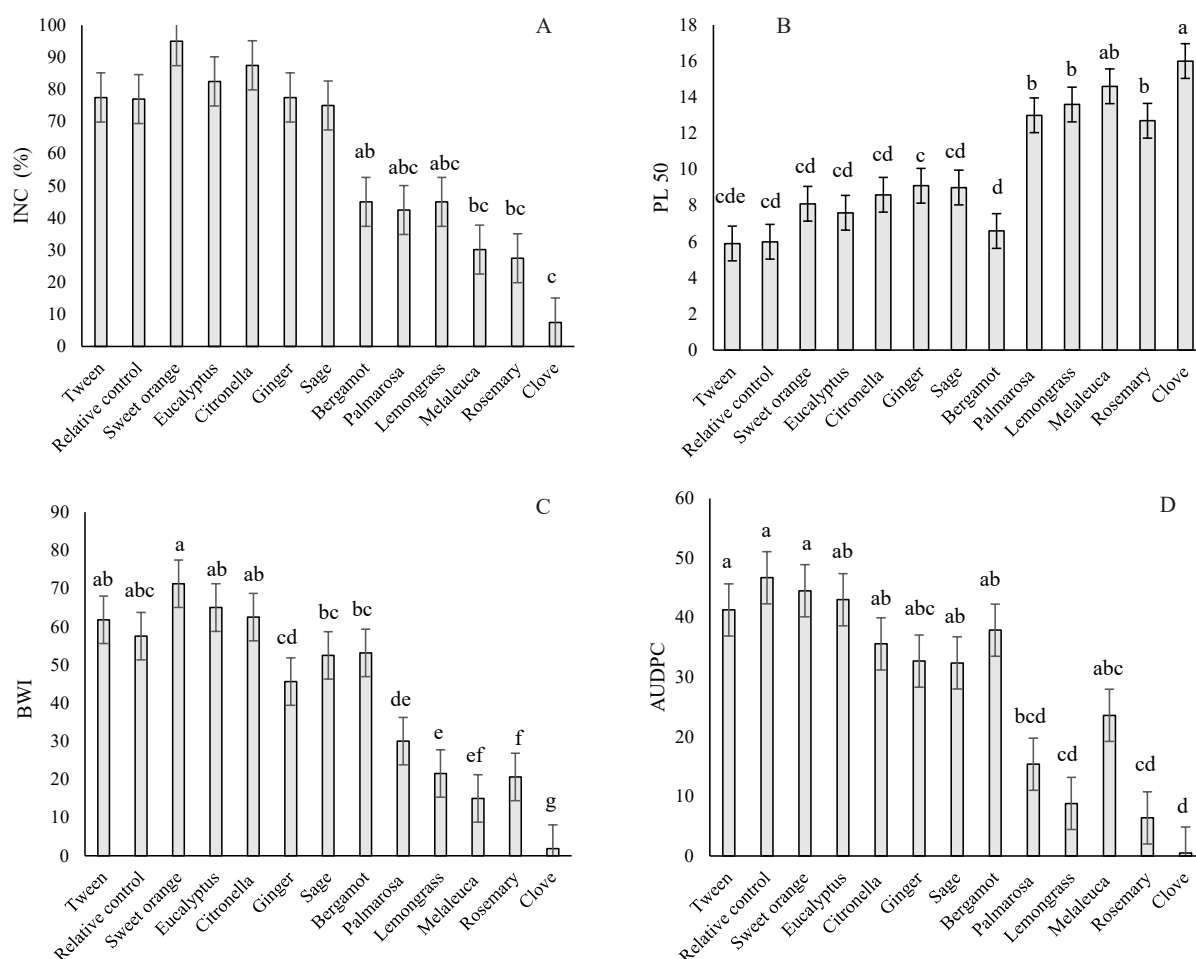 A
INC (%)
100
90
80
70
60
50
40
30
20
10
0
ab
abc
abc
bc
bc
c
Tween
Relative control
Sweet orange
Eucalyptus
Citronella
Ginger
Sage
Bergamot
Palmarosa
Lemongrass
Melaleuca
Rosemary
Clove
B
PL 50
18
16
14
12
10
8
6
4
2
0
cde
cd
cd
cd
cd
c
cd
d
b
b
ab
b
a
Tween
Relative control
Sweet orange
Eucalyptus
Citronella
Ginger
Sage
Bergamot
Palmarosa
Lemongrass
Melaleuca
Rosemary
Clove
C
BWI
90
80
70
60
50
40
30
20
10
0
ab
abc
a
ab
ab
cd
bc
bc
de
e
ef
f
g
Tween
Relative control
Sweet orange
Eucalyptus
Citronella
Ginger
Sage
Bergamot
Palmarosa
Lemongrass
Melaleuca
Rosemary
Clove
D
AUDPC
60
50
40
30
20
10
0
a
a
a
ab
ab
abc
ab
ab
bcd
cd
abc
cd
d
Tween
Relative control
Sweet orange
Eucalyptus
Citronella
Ginger
Sage
Bergamot
Palmarosa
Lemongrass
Melaleuca
Rosemary
Clove